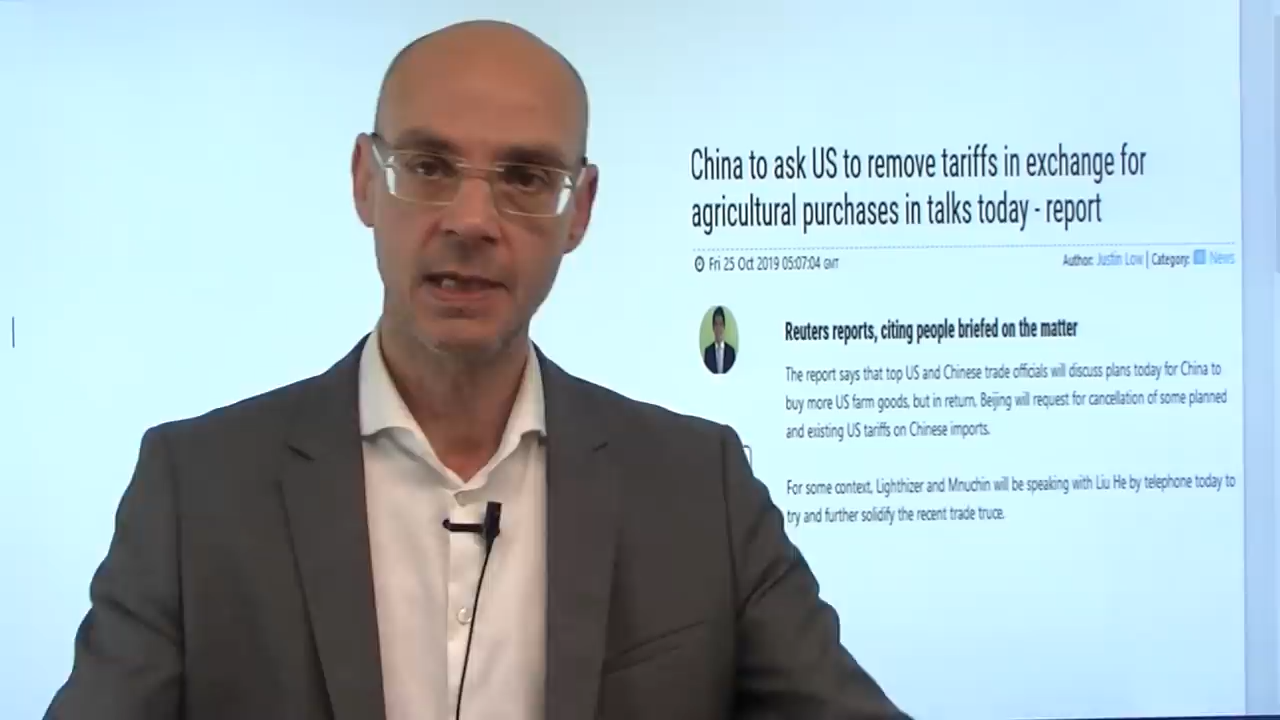 China to ask US to remove tariffs in exchange for
agricultural purchases in talks today - report
Fri 25 Oct 2019 05:07:04 GMT
Author: Justin Low | Category: News
Reuters reports, citing people briefed on the matter
The report says that top US and Chinese trade officials will discuss plans today for China to
buy more US farm goods, but in return, Beijing will request for cancellation of some planned
and existing US tariffs on Chinese imports.
For some context, Lighthizer and Mnuchin will be speaking with Liu He by telephone today to
try and further solidify the recent trade truce.